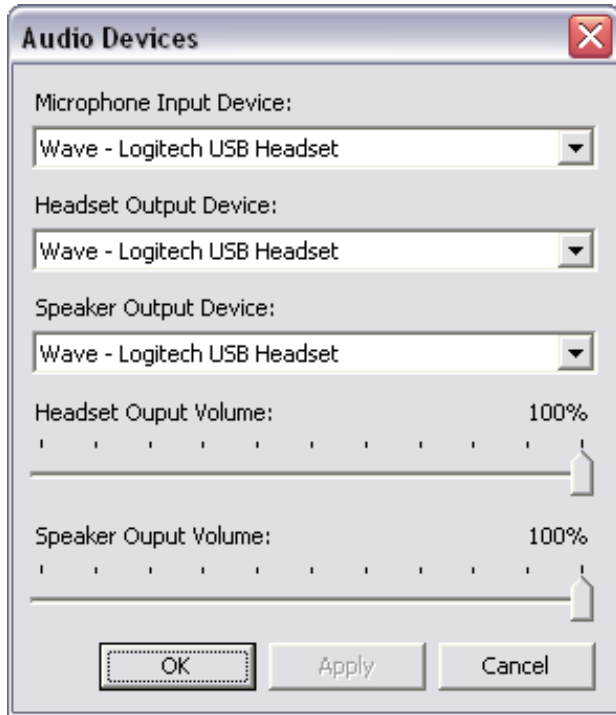 Audio Devices
Microphone Input Device:
Wave - Logitech USB Headset
Headset Output Device:
Wave - Logitech USB Headset
Speaker Output Device:
Wave - Logitech USB Headset
Headset Ouput Volume: 100%
Speaker Ouput Volume: 100%
OK Apply Cancel